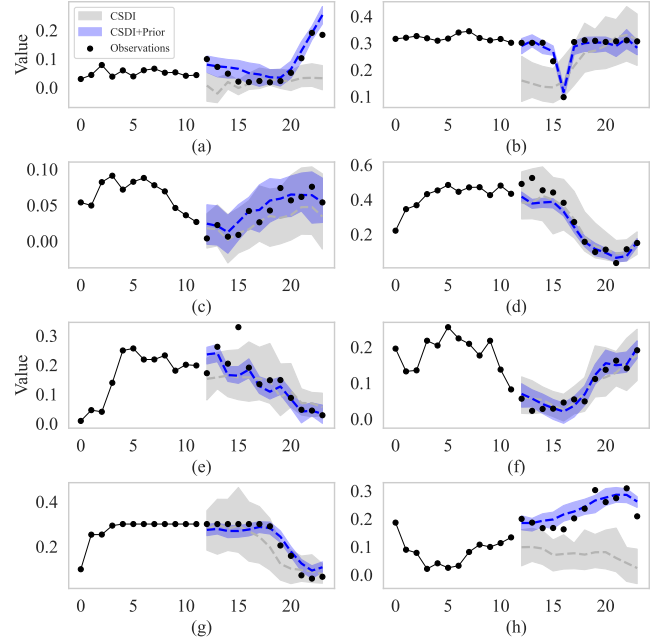 CSDI
CSDI+Prior
Observations
Value
0.2
0.1
0.0
0 5 10 15 20
(a)
0.4
0.3
0.2
0.1
0 5 10 15 20
(b)
0.10
0.05
0.00
0 5 10 15 20
(c)
0.6
0.4
0.2
0 5 10 15 20
(d)
Value
0.3
0.2
0.1
0.0
0 5 10 15 20
(e)
0.2
0.1
0.0
0 5 10 15 20
(f)
0.4
0.2
0 5 10 15 20
(g)
0.3
0.2
0.1
0.0
0 5 10 15 20
(h)